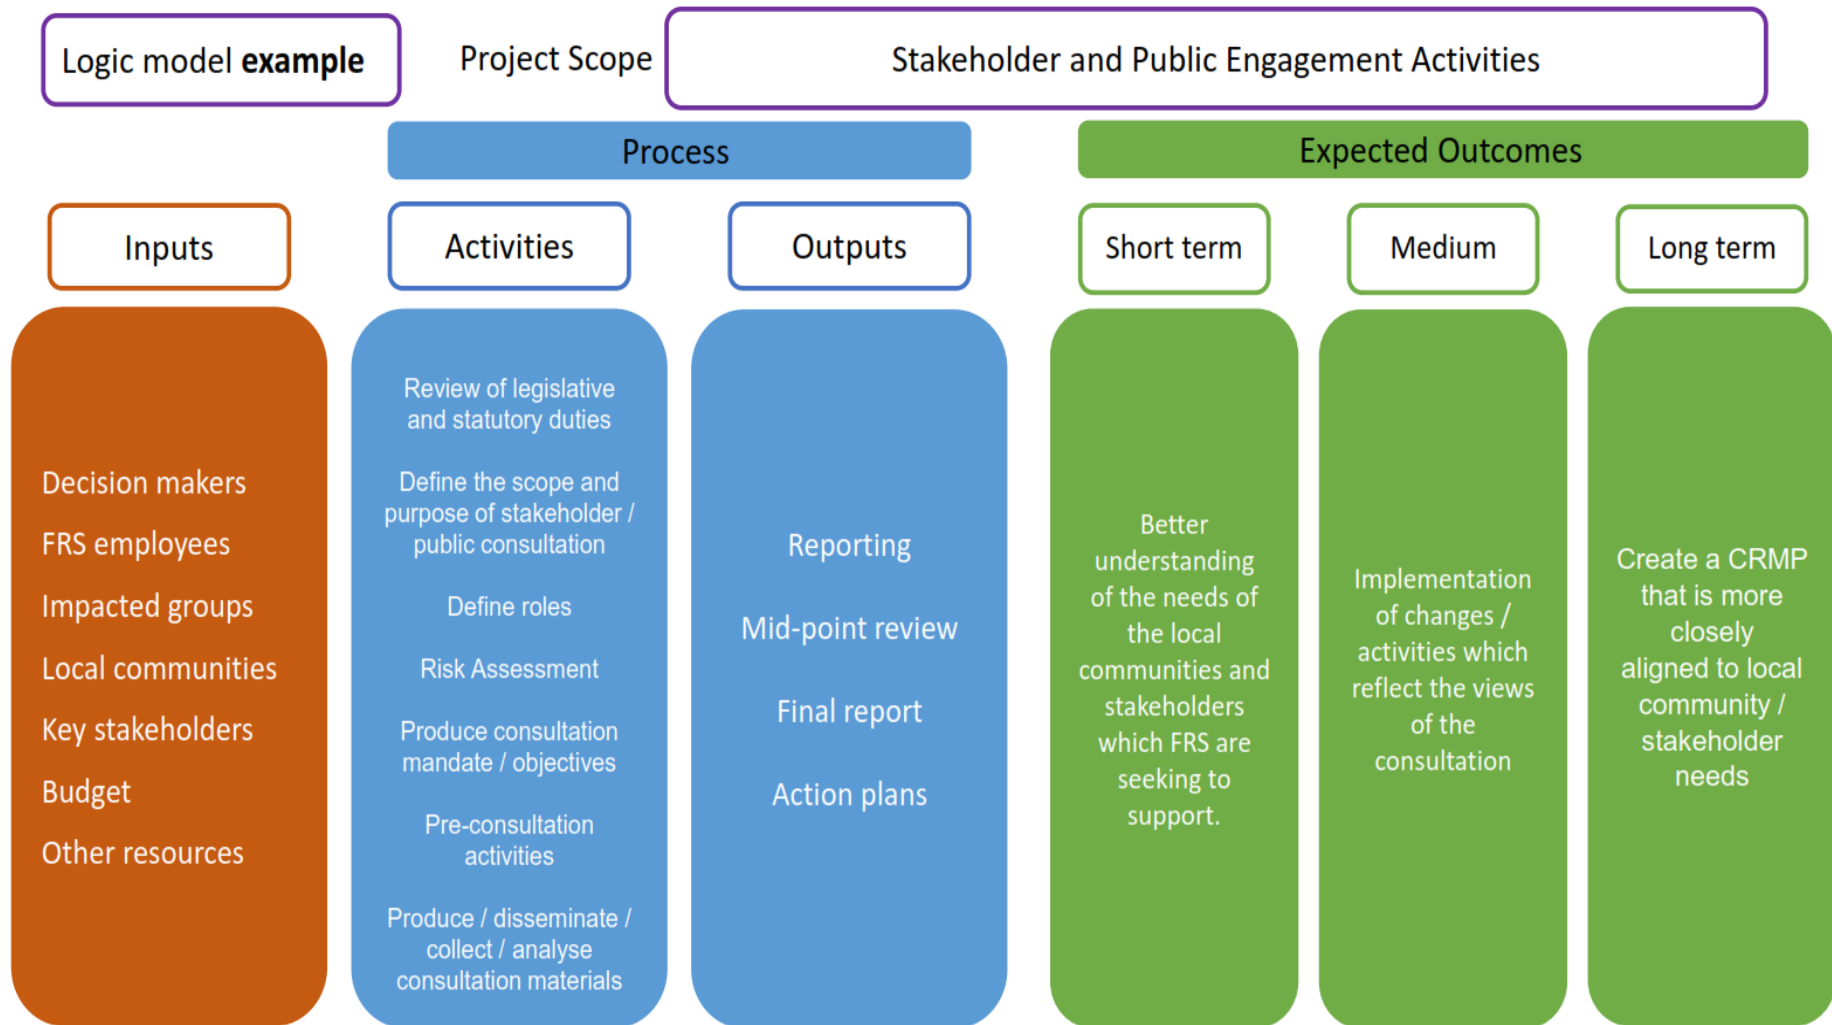 Logic model example
Project Scope
Stakeholder and Public Engagement Activities
Process
Expected Outcomes
Inputs
Activities
Outputs
Short term
Medium
Long term
Decision makers
FRS employees
Impacted groups
Local communities
Key stakeholders
Budget
Other resources
Review of legislative
and statutory duties
Define the scope and
purpose of stakeholder /
public consultation
Define roles
Risk Assessment
Produce consultation
mandate / objectives
Pre-consultation
activities
Produce / disseminate /
collect / analyse
consultation materials
Reporting
Mid-point review
Final report
Action plans
Better
understanding
of the needs of
the local
communities and
stakeholders
which FRS are
seeking to
support.
Implementation
of changes /
activities which
reflect the views
of the
consultation
Create a CRMP
that is more
closely
aligned to local
community /
stakeholder
needs